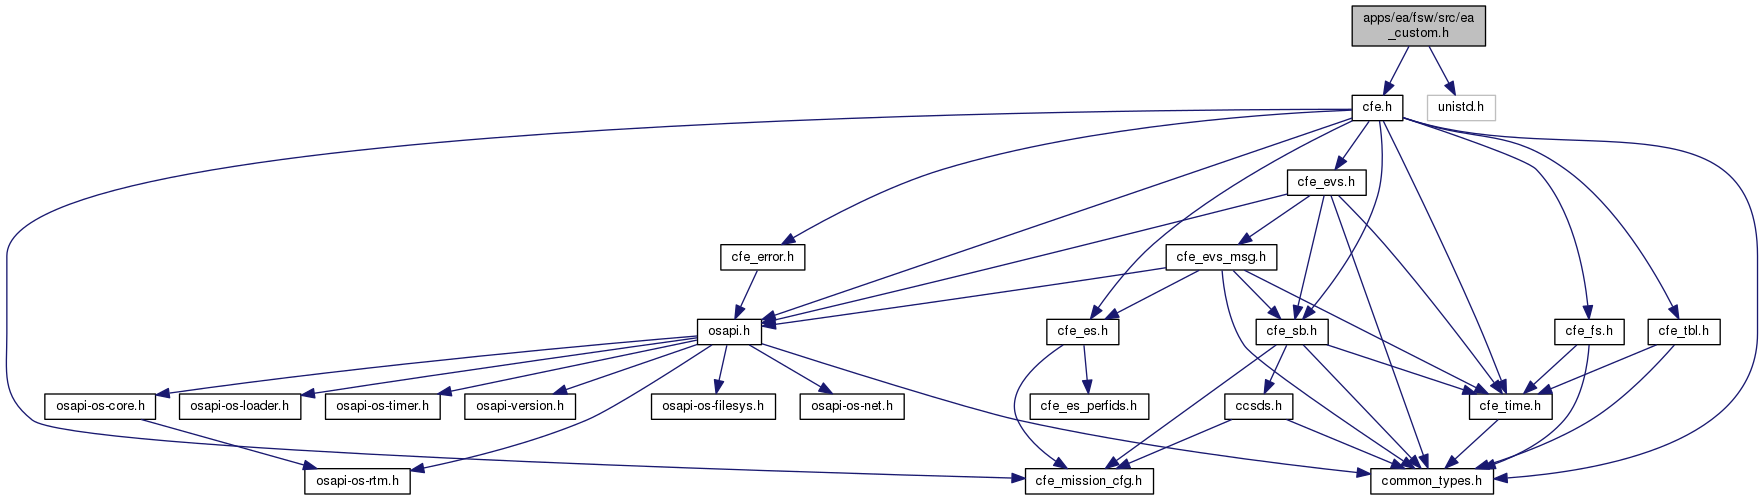 apps/ea/fsw/src/ea
_custom.h
cfe.h
unistd.h
cfe_evs.h
cfe_error.h
cfe_evs_msg.h
osapi.h
cfe_es.h
cfe_sb.h
cfe_fs.h
cfe_tbl.h
osapi-os-core.h
osapi-os-loader.h
osapi-os-timer.h
osapi-version.h
osapi-os-filesys.h
osapi-os-net.h
cfe_es_perfids.h
ccsds.h
cfe_time.h
osapi-os-rtm.h
cfe_mission_cfg.h
common_types.h